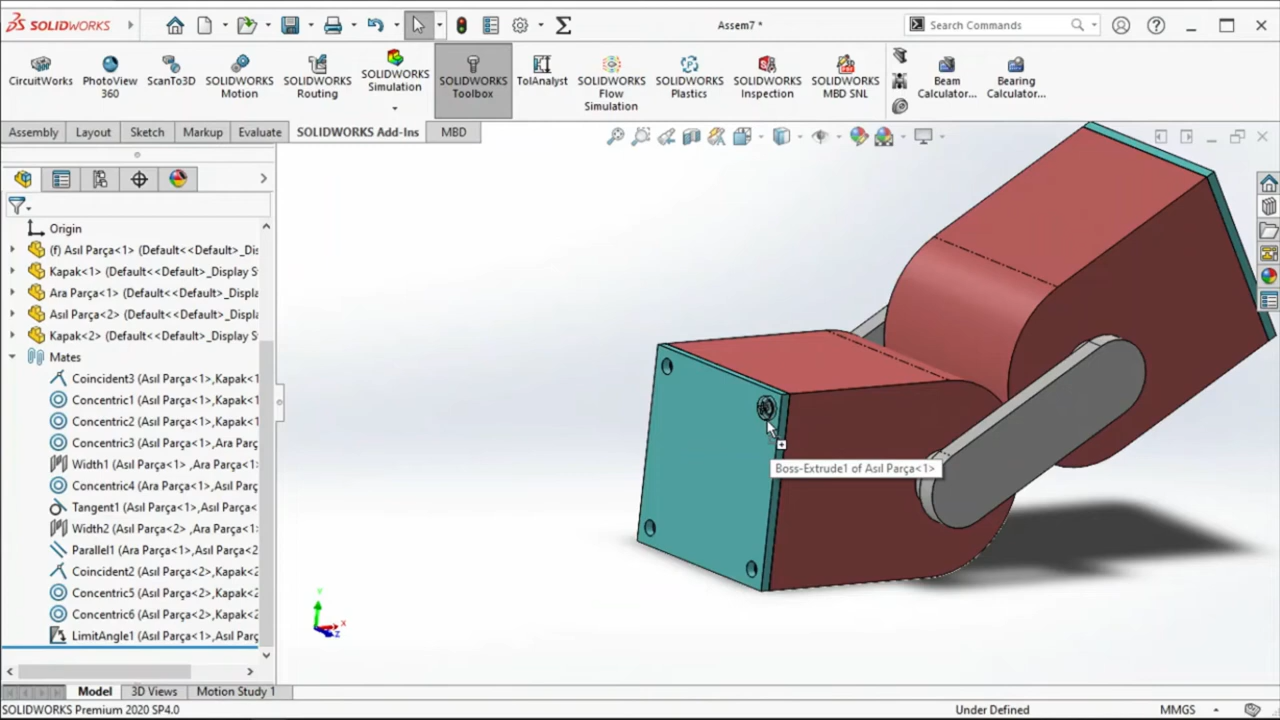 SOLIDWORKS
Assem7 *
Search Commands
CircuitWorks
PhotoView
360
ScanTo3D
SOLIDWORKS
Motion
SOLIDWORKS
Routing
SOLIDWORKS
Simulation
SOLIDWORKS
Toolbox
TolAnalyst
SOLIDWORKS
Flow
Simulation
SOLIDWORKS
Plastics
SOLIDWORKS
Inspection
SOLIDWORKS
MBD SNL
Beam
Calculator...
Bearing
Calculator...
Assembly
Layout
Sketch
Markup
Evaluate
SOLIDWORKS Add-Ins
MBD
Origin
(f) Asıl Parça<1> (Default<<Default>_Dis
Kapak<1> (Default<<Default>_Display S
Ara Parça<1> (Default<<Default>_Displa
Asıl Parça<2> (Default<<Default>_Displa
Kapak<2> (Default<<Default>_Display S
Mates
Coincident3 (Asıl Parça<1>,Kapak<1
Concentric1 (Asıl Parça<1>,Kapak<1
Concentric2 (Asıl Parça<1>,Kapak<1
Concentric3 (Asıl Parça<1>,Ara Parç
Width1 (Asıl Parça<1> ,Ara Parça<1>
Concentric4 (Ara Parça<1>,Asıl Parç
Tangent1 (Asıl Parça<1>,Asıl Parça<
Width2 (Asıl Parça<2> ,Ara Parça<1>
Parallel1 (Ara Parça<1>,Asıl Parça<2
Coincident2 (Asıl Parça<2>,Kapak<2
Concentric5 (Asıl Parça<2>,Kapak<2
Concentric6 (Asıl Parça<2>,Kapak<2
LimitAngle1 (Asıl Parça<1>,Asıl Parç
Boss-Extrude1 of Asıl Parça<1>
Y
X
Z
Model
3D Views
Motion Study 1
SOLIDWORKS Premium 2020 SP4.0
Under Defined
MMGS